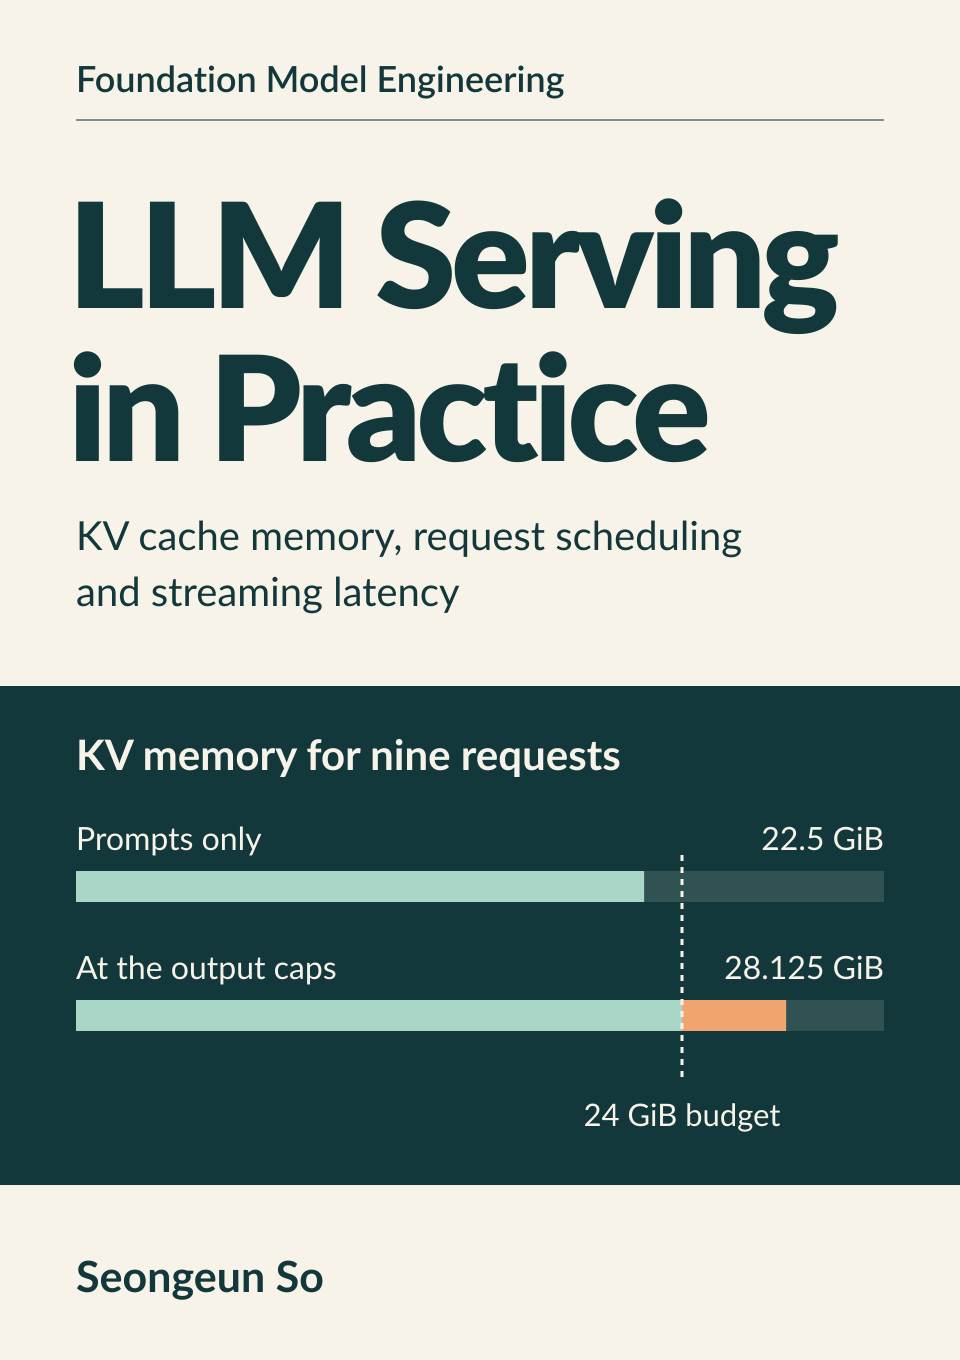 Foundation Model Engineering
LLM Serving
in Practice
KV cache memory, request scheduling
and streaming latency
KV memory for nine requests
Prompts only
22.5 GiB
At the output caps
28.125 GiB
24 GiB budget
Seongeun So